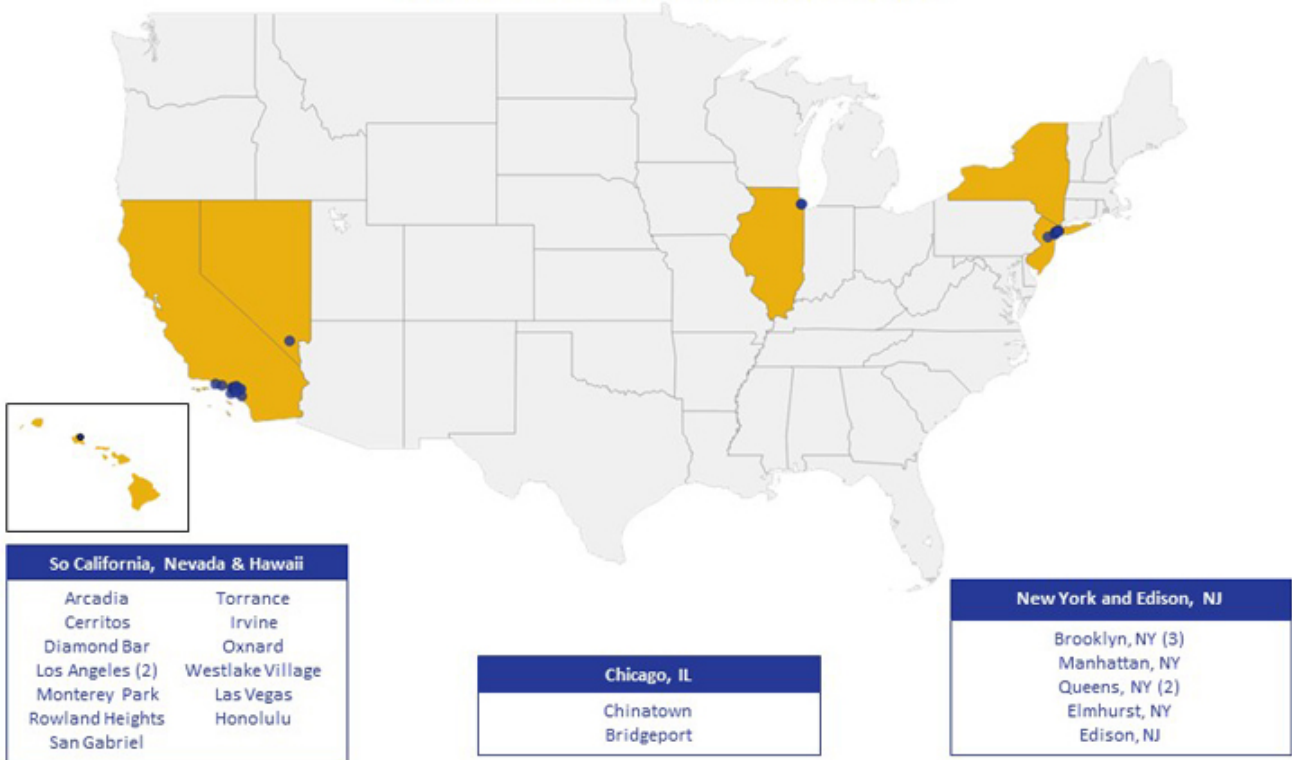 So California, Nevada & Hawaii
Arcadia
Cerritos
Diamond Bar
Los Angeles (2)
Monterey Park
Rowland Heights
San Gabriel
Torrance
Irvine
Oxnard
Westlake Village
Las Vegas
Honolulu
Chicago, IL
Chinatown
Bridgeport
New York and Edison, NJ
Brooklyn, NY (3)
Manhattan, NY
Queens, NY (2)
Elmhurst, NY
Edison, NJ